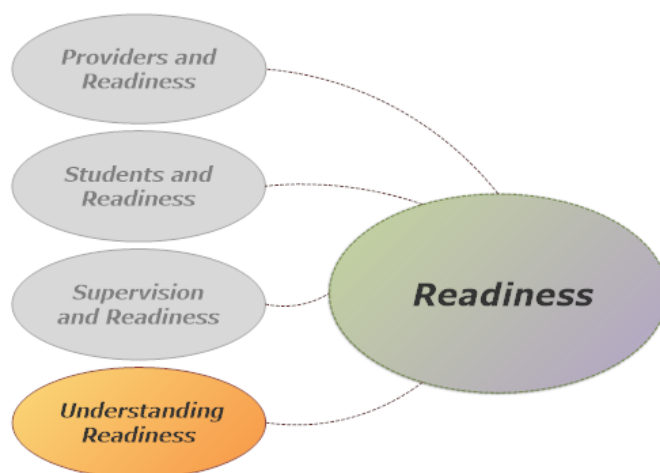 Providers and
Readiness
Students and
Readiness
Supervision
and Readiness
Understanding
Readiness
Readiness